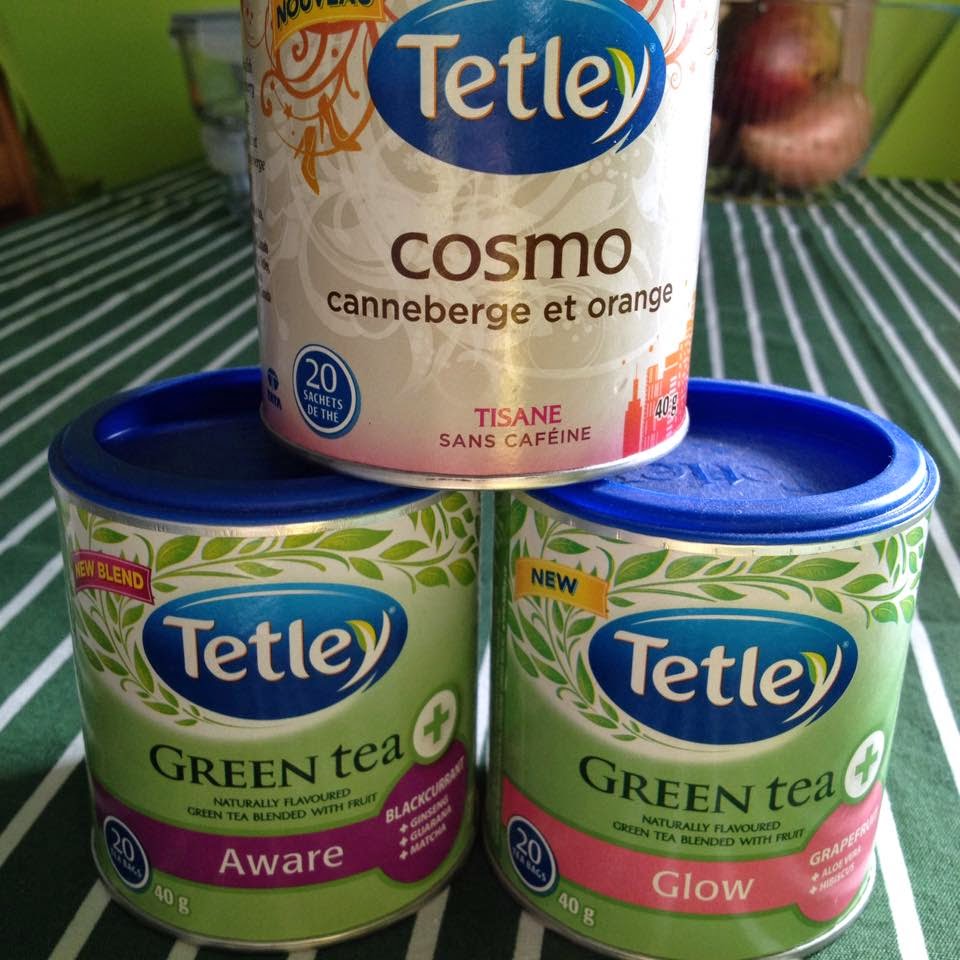 NOUVEAU
Tetley
cosmo
canneberge et orange
20
SACHETS
DE THÉ
TATA
TISANE
SANS CAFÉINE
40g
NEW BLEND
Tetley
GREEN tea +
NATURALLY FLAVOURED
GREEN TEA BLENDED WITH FRUIT
BLACKCURRANT
+ GINSENG
+ GUARANA
+ MATCHA
Aware
20
TEA BAGS
40 g
NEW
Tetley
GREEN tea +
NATURALLY FLAVOURED
GREEN TEA BLENDED WITH FRUIT
GRAPEFRUIT
+ ALOE VERA
+ HIBISCUS
Glow
20
TEA BAGS
40 g